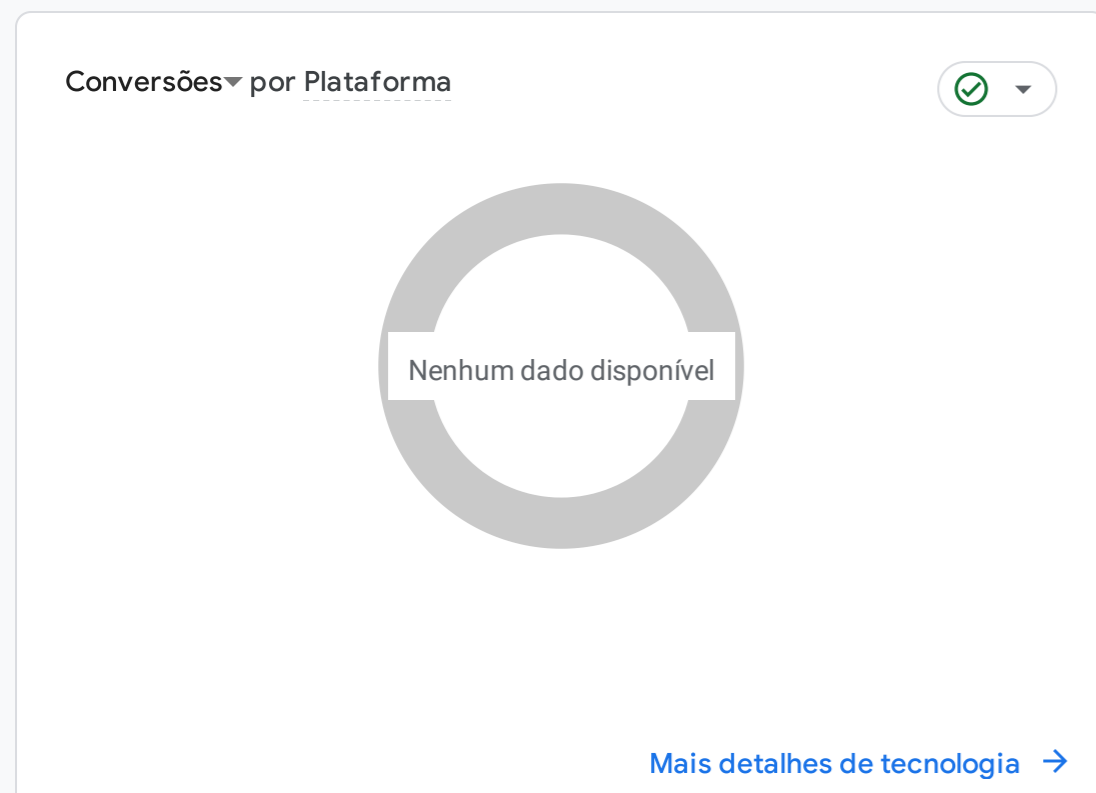 Conversões por Plataforma
Nenhum dado disponível
Mais detalhes de tecnologia